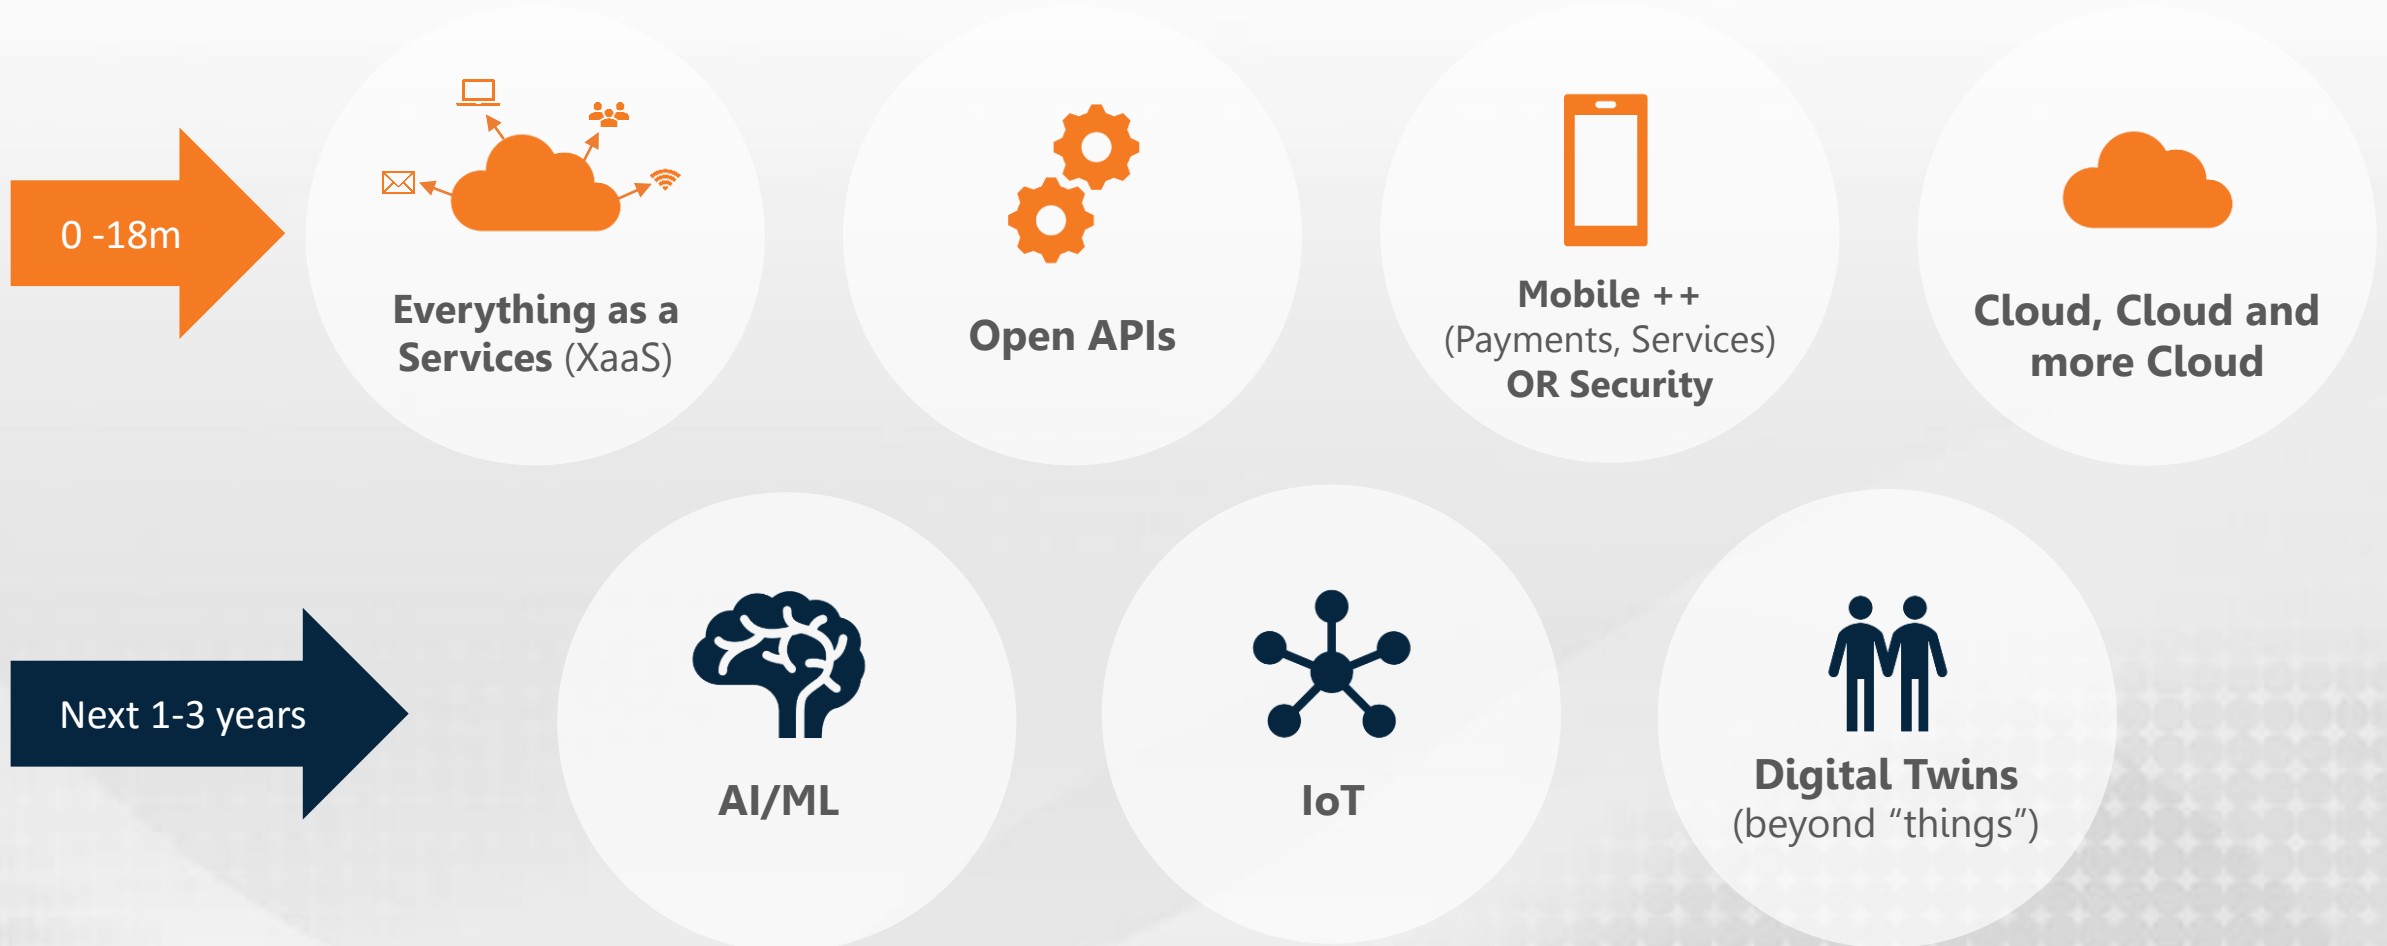 0 -18m
Everything as a
Services (XaaS)
Open APIs
Mobile ++
(Payments, Services)
OR Security
Cloud, Cloud and
more Cloud
Next 1-3 years
AI/ML
IoT
Digital Twins
(beyond “things”)